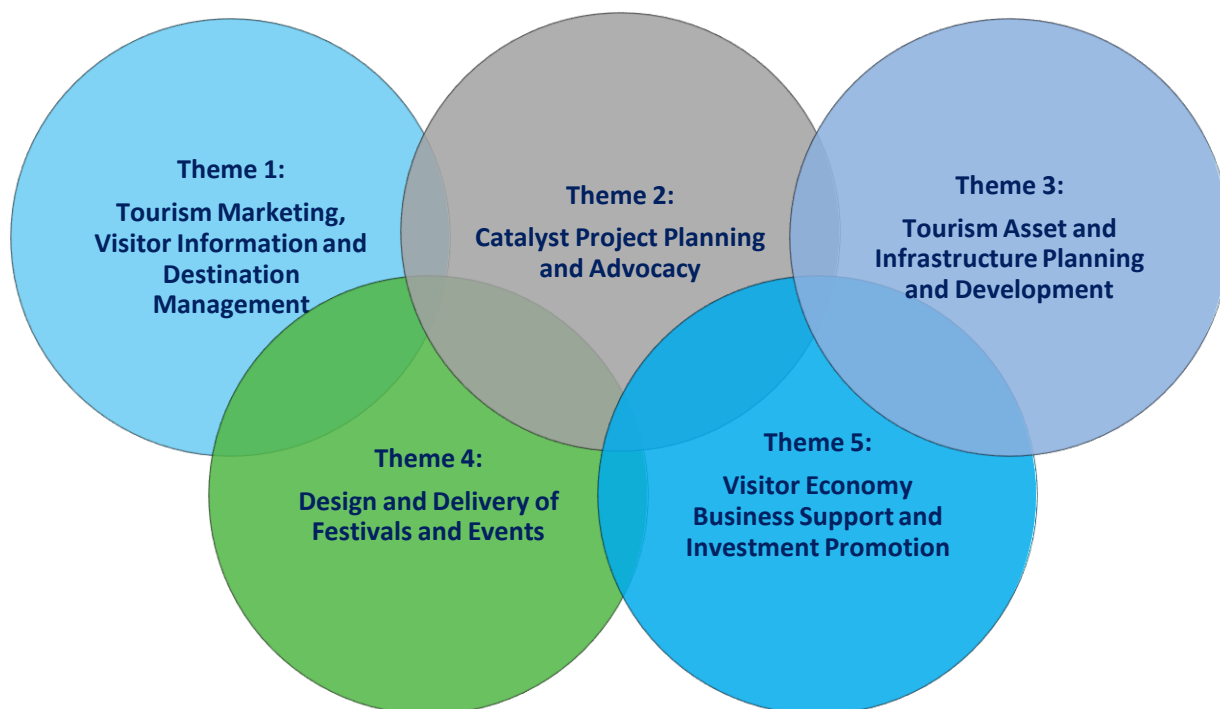 Theme 1:
Tourism Marketing,
Visitor Information and
Destination
Management
Theme 2:
Catalyst Project Planning
and Advocacy
Theme 3:
Tourism Asset and
Infrastructure Planning
and Development
Theme 4:
Design and Delivery of
Festivals and Events
Theme 5:
Visitor Economy
Business Support and
Investment Promotion